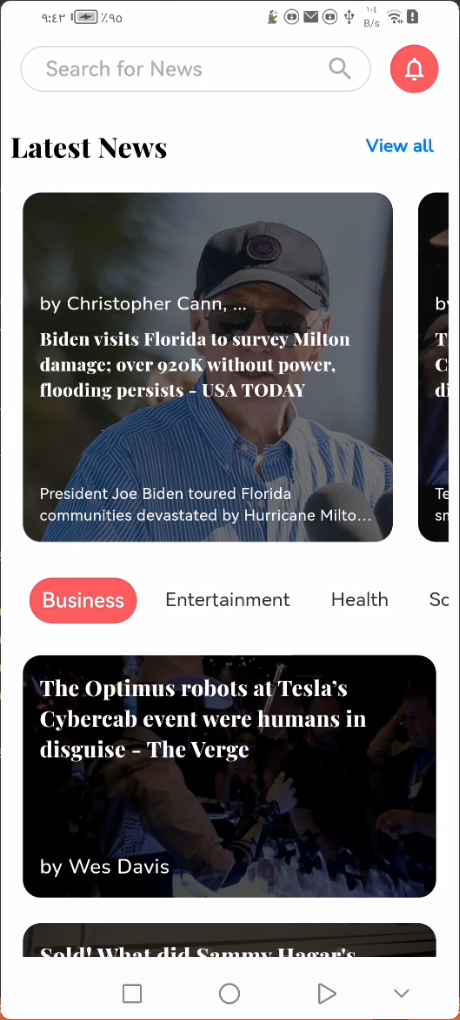 ٩:٤٣ ٪٩٥
١٠٤
B/s
Search for News
Latest News
View all
by Christopher Cann, ...
Biden visits Florida to survey Milton
damage; over 920K without power,
flooding persists - USA TODAY
President Joe Biden toured Florida
communities devastated by Hurricane Milto...
by
T
C
di
Te
sn
Business
Entertainment
Health
Sc
The Optimus robots at Tesla’s
Cybercab event were humans in
disguise - The Verge
by Wes Davis
Sold! What did Sammy Hagar's